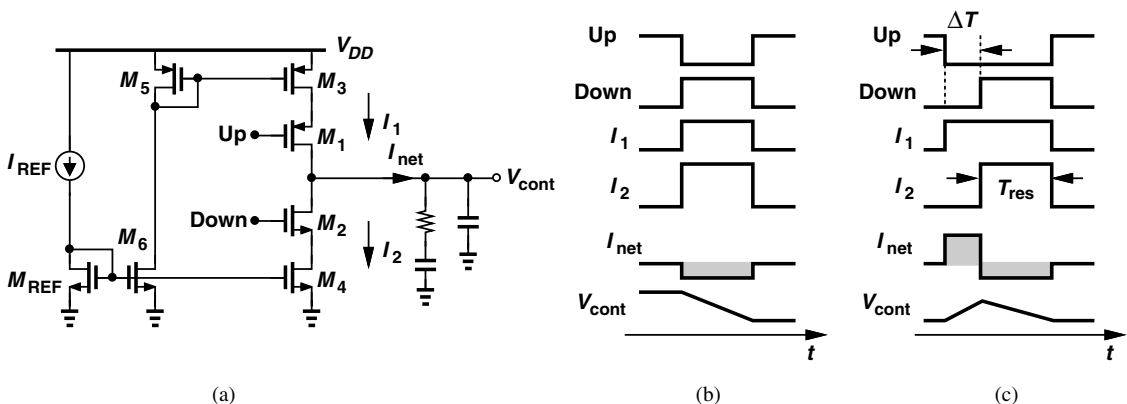 V_DD
M_5
M_3
Up
M_1
I_1
I_net
I_REF
V_cont
Down
M_2
I_2
M_6
M_REF
M_4
(a)
Up
Down
I_1
I_2
I_net
V_cont
t
(b)
ΔT
Up
Down
I_1
I_2
T_res
I_net
V_cont
t
(c)